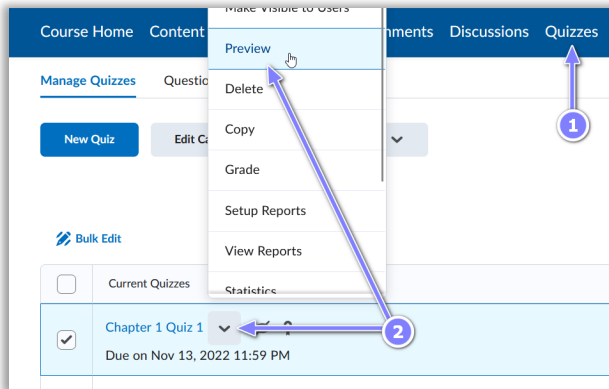 Make Visible to Users
Course Home Content nments Discussions Quizzes
Preview
Manage Quizzes Questio
Delete
New Quiz Edit Ca
Copy
1
Grade
Setup Reports
Bulk Edit
View Reports
Current Quizzes
Statistics
Chapter 1 Quiz 1
2
Due on Nov 13, 2022 11:59 PM